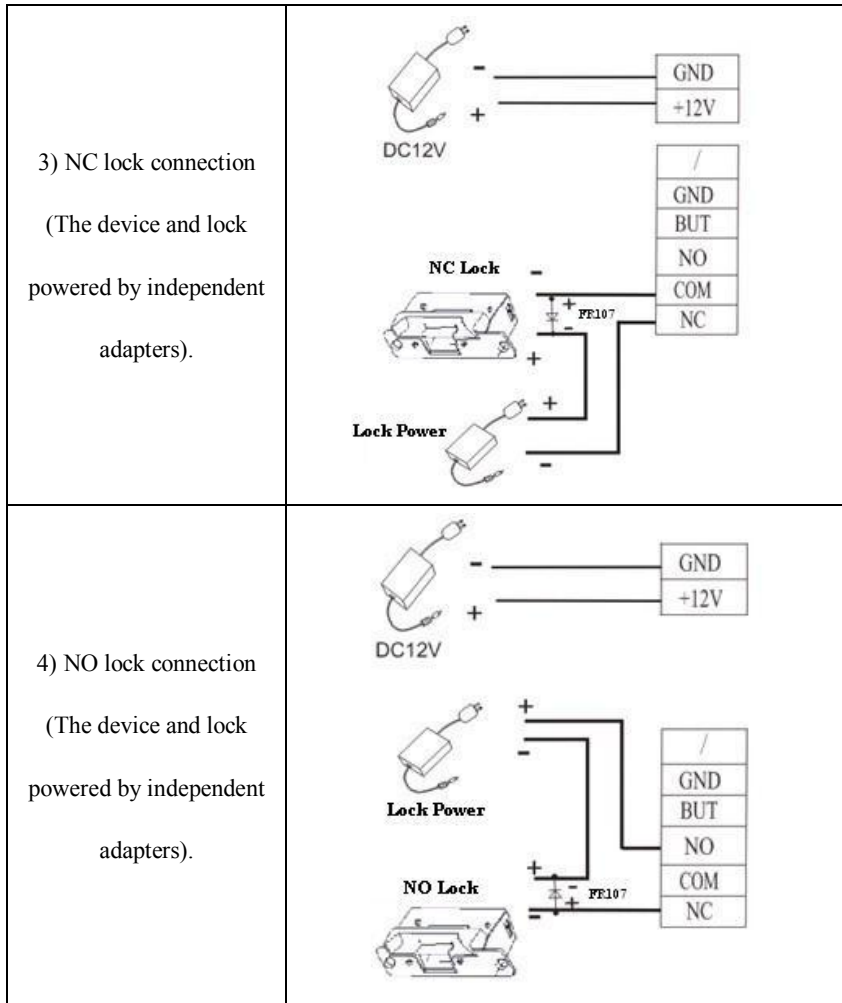 3) NC lock connection
(The device and lock
powered by independent
adapters).
-
+
DC12V
GND
+12V
/
GND
BUT
NO
COM
NC
NC Lock
-
+
FR107
-
+
+
Lock Power
-
4) NO lock connection
(The device and lock
powered by independent
adapters).
-
+
DC12V
GND
+12V
+
-
Lock Power
/
GND
BUT
NO
COM
NC
+
NO Lock
-
FR107
+
-